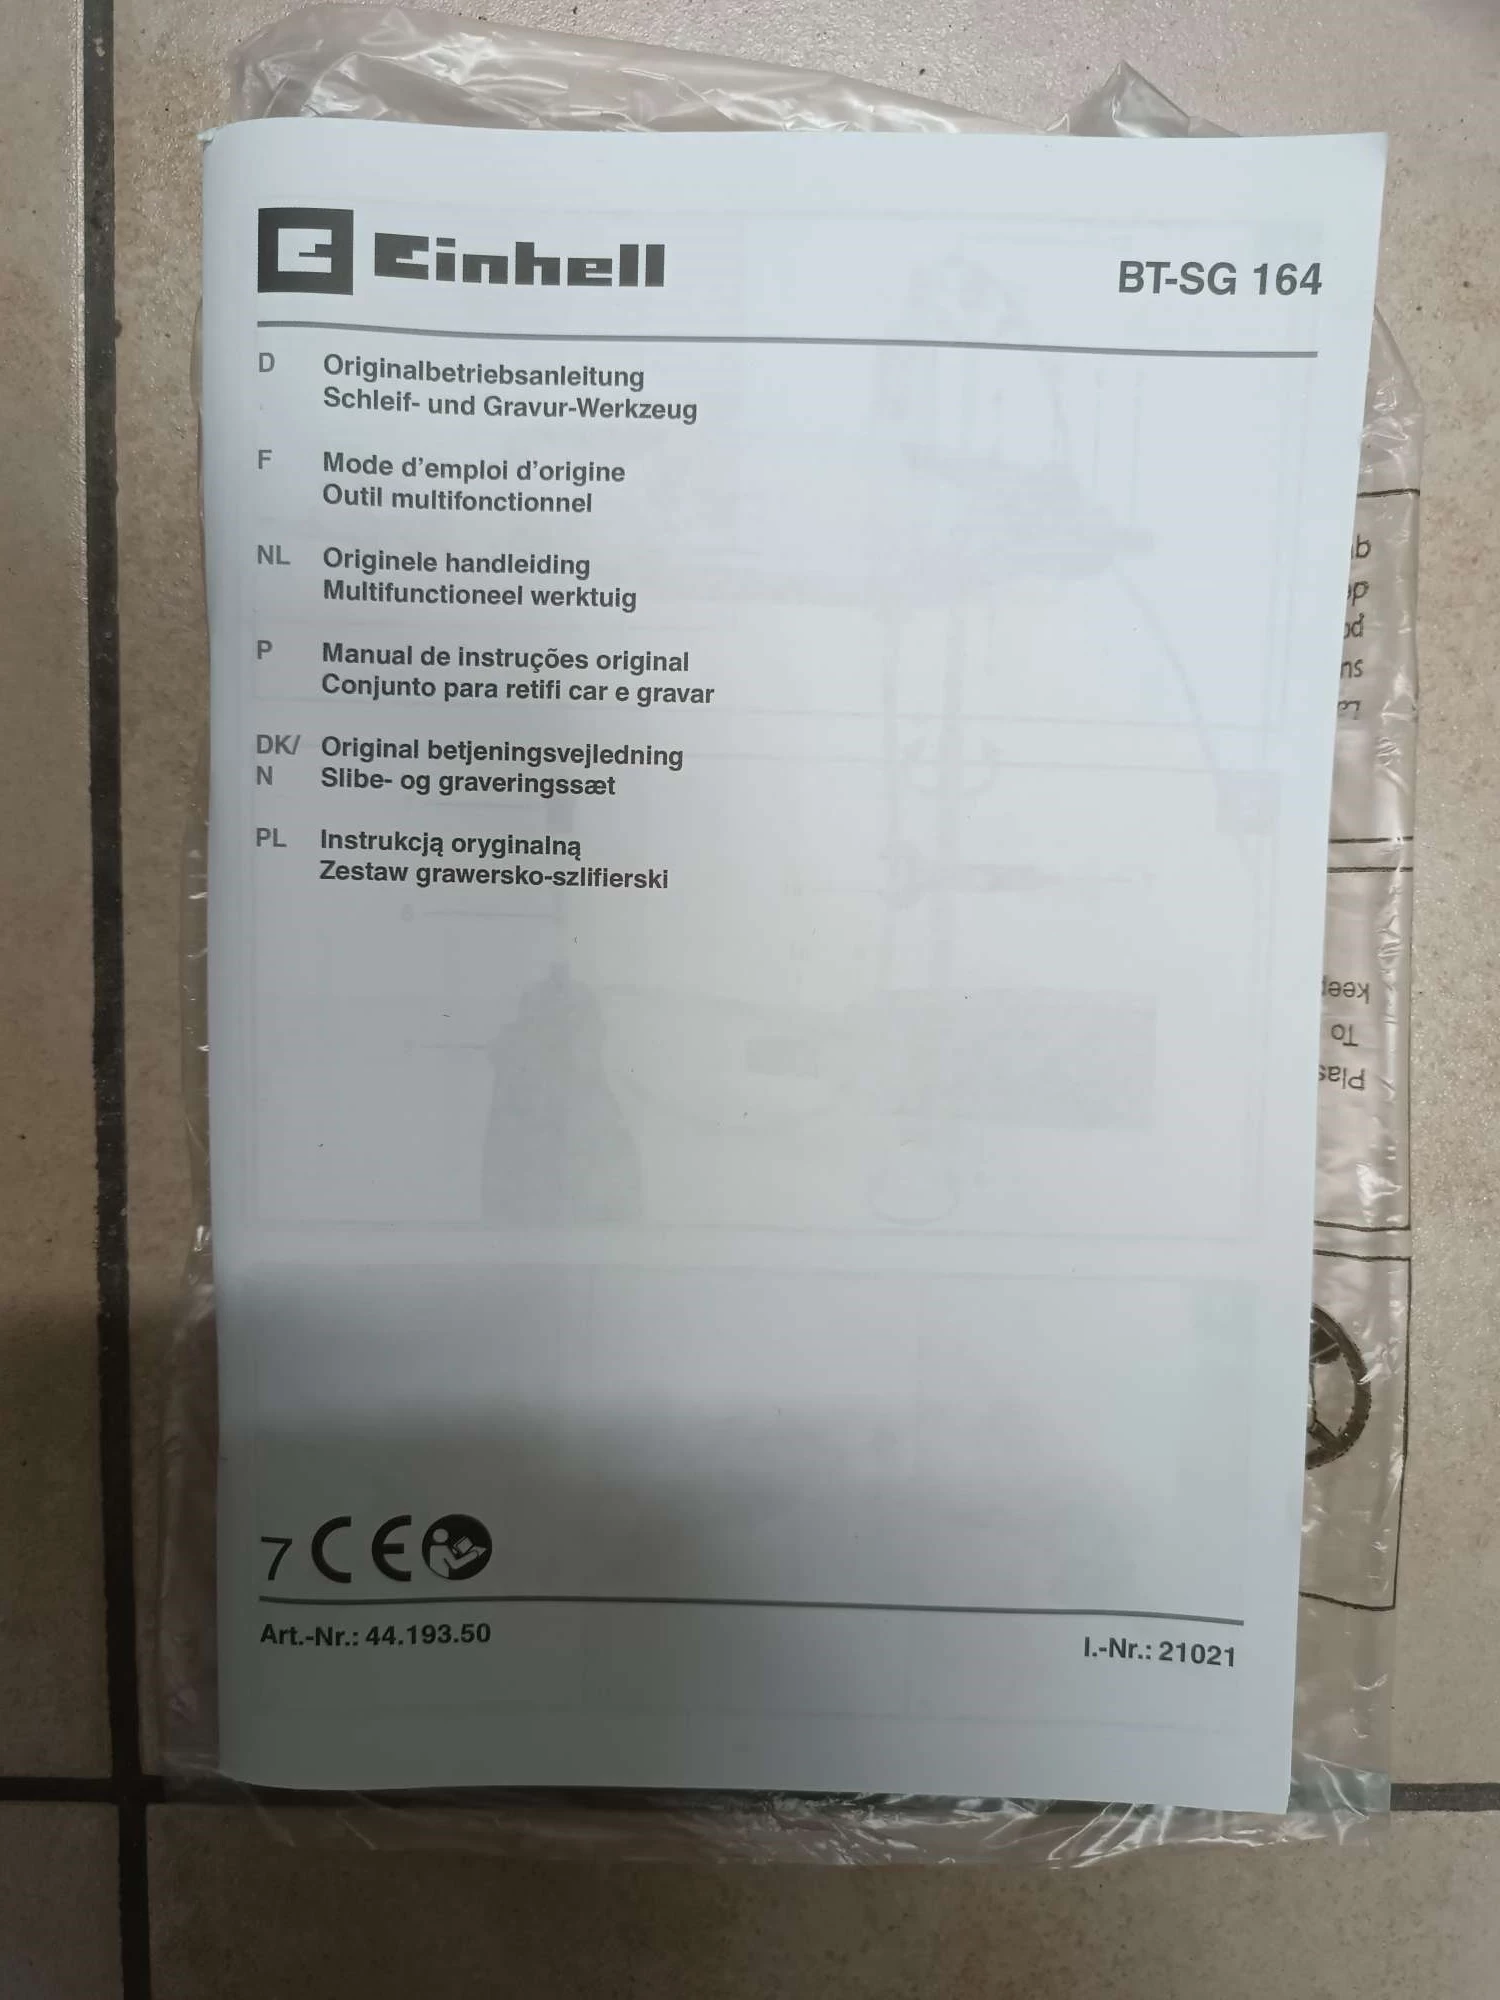 Einhell
BT-SG 164
D Originalbetriebsanleitung
Schleif- und Gravur-Werkzeug
F Mode d'emploi d'origine
Outil multifonctionnel
NL Originele handleiding
Multifunctioneel werktuig
P Manual de instruções original
Conjunto para retifi car e gravar
DK/ Original betjeningsvejledning
N Slibe- og graveringssæt
PL Instrukcją oryginalną
Zestaw grawersko-szlifierski
7 CE
Art.-Nr.: 44.193.50
I.-Nr.: 21021
To